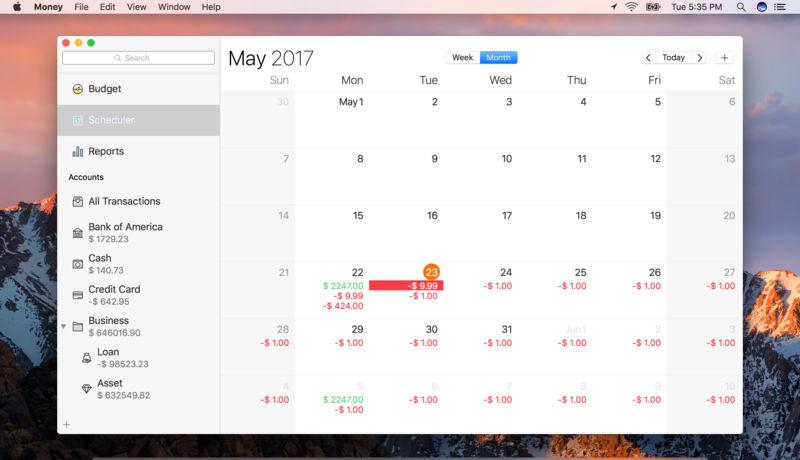 Money File Edit View Window Help Tue 5:35 PM
Search
Budget
Scheduler
Reports
Accounts
All Transactions
Bank of America
$ 1729.23
Cash
$ 140.73
Credit Card
-$ 642.95
Business
$ 646016.90
Loan
-$ 98523.23
Asset
$ 632549.82
+
May 2017
Week Month
< Today > +
Sun Mon Tue Wed Thu Fri Sat
30 May 1 2 3 4 5 6
7 8 9 10 11 12 13
14 15 16 17 18 19 20
21 22 23 24 25 26 27
$ 2247.00 -$ 9.99 -$ 1.00 -$ 1.00 -$ 1.00 -$ 1.00
-$ 9.99 -$ 1.00
-$ 424.00
28 29 30 31 Jun 1 2 3
-$ 1.00 -$ 1.00 -$ 1.00 -$ 1.00 -$ 1.00 -$ 1.00 -$ 1.00
4 5 6 7 8 9 10
-$ 1.00 $ 2247.00 -$ 1.00 -$ 1.00 -$ 1.00 -$ 1.00 -$ 1.00
-$ 1.00